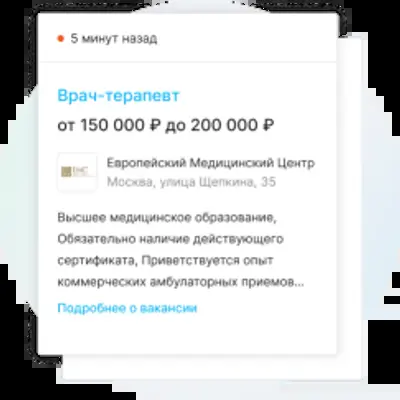 5 минут назад
Врач-терапевт
от 150 000 ₽ до 200 000 ₽
Европейский Медицинский Центр
Москва, улица Щепкина, 35
Высшее медицинское образование,
Обязательно наличие действующего
сертификата, Приветствуется опыт
коммерческих амбулаторных приемов...
Подробнее о вакансии